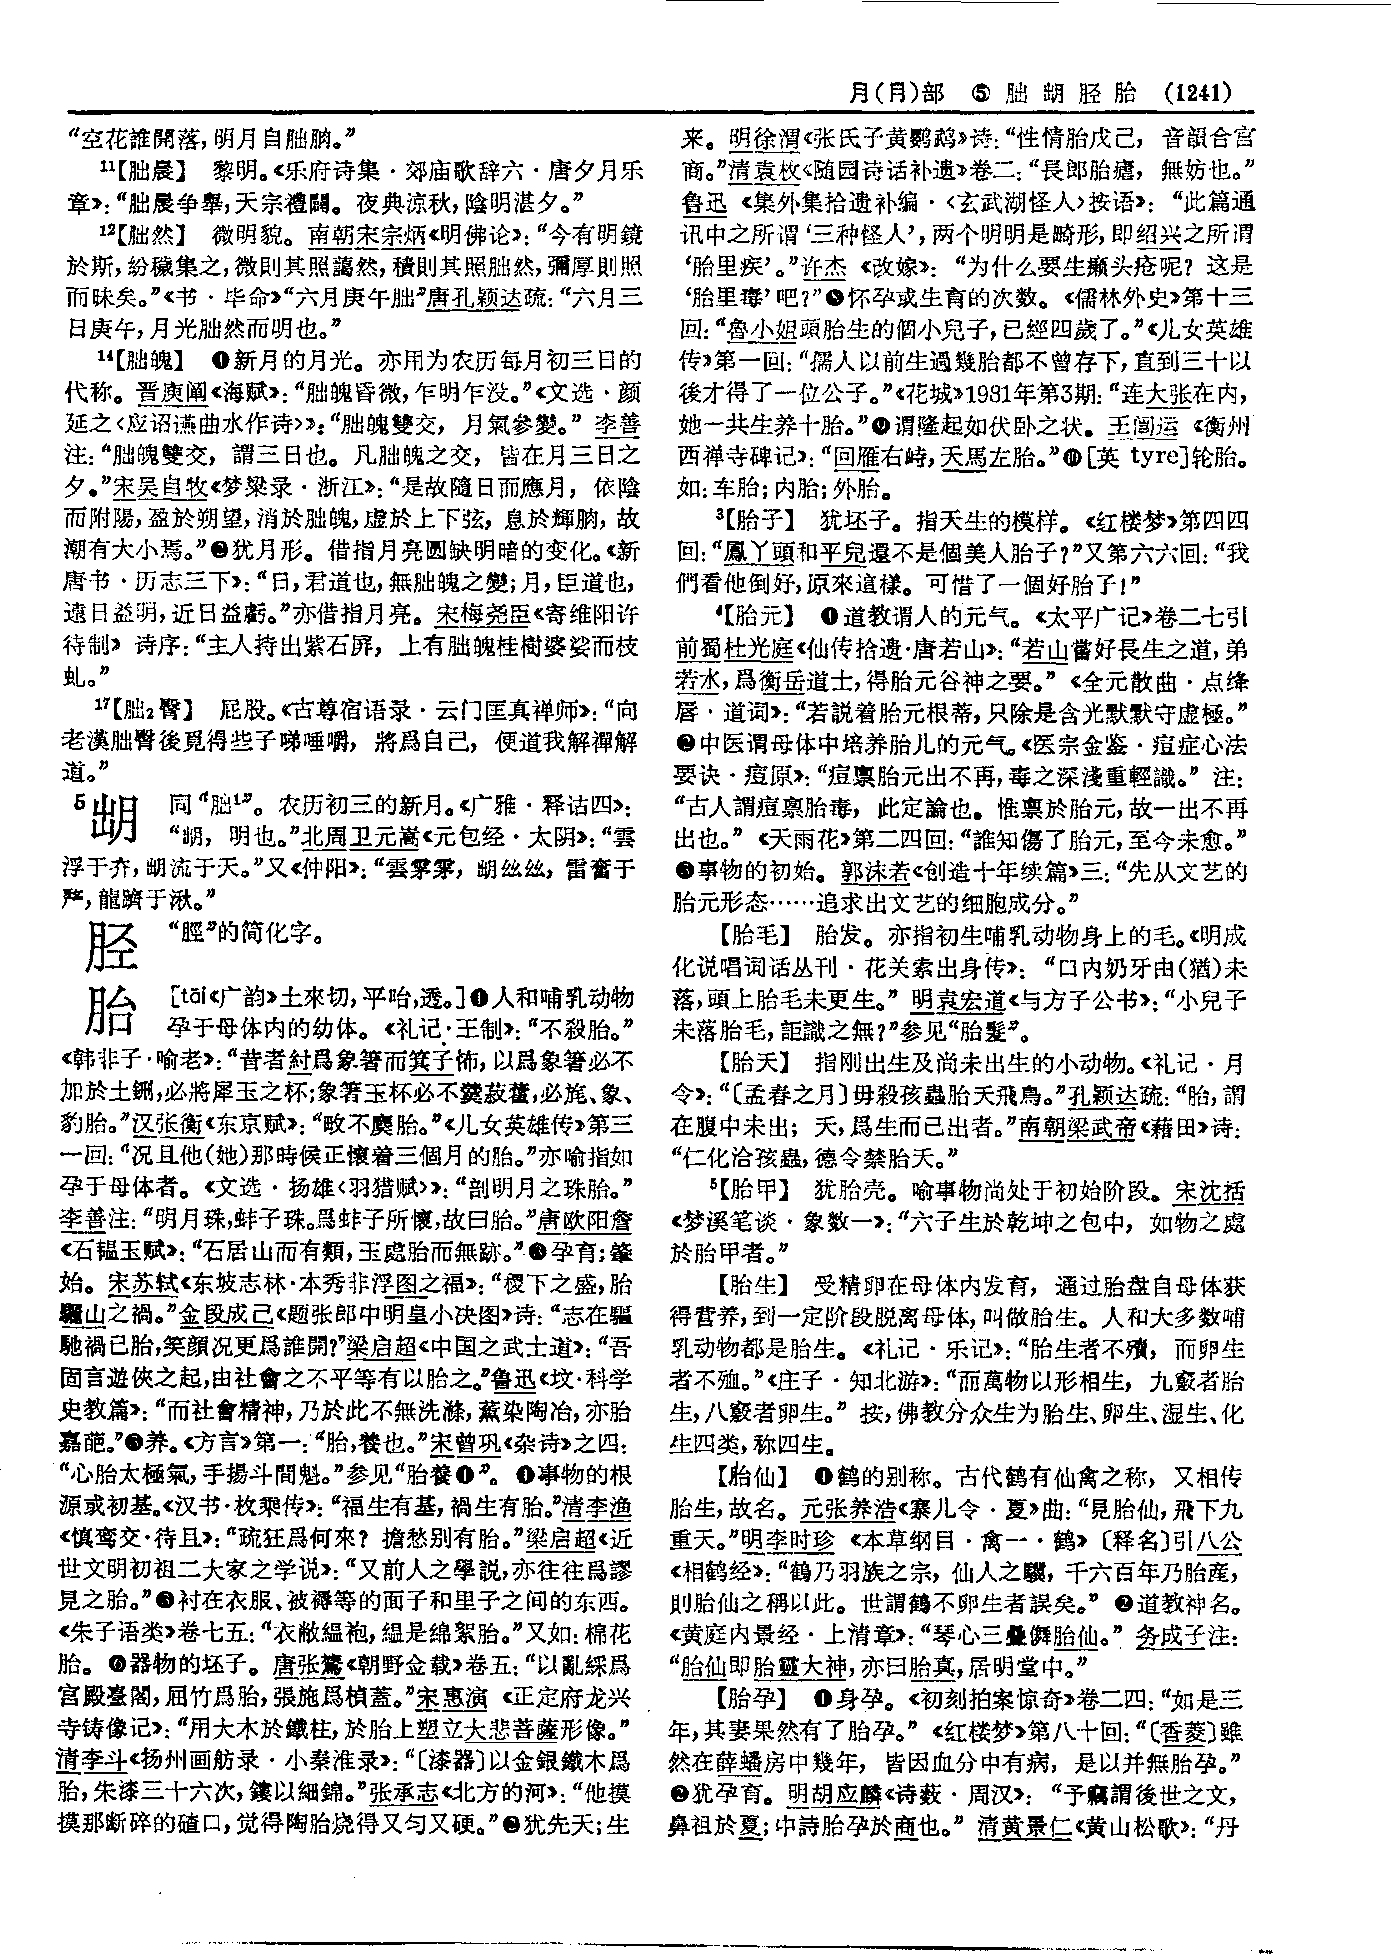 月(⺼)部 ⑤ 朏 朙 胫 胎 (1241)
“空花誰開落，明月自朏朒。”
¹¹【朏晨】 黎明。《乐府诗集·郊庙歌辞六·唐夕月乐
章》：“朏晨争舉，天宗禮闢。夜典凉秋，陰明湛夕。”
¹²【朏然】 微明貌。南朝宋宗炳《明佛论》：“今有明鏡
於斯，紛穢集之，微則其照藹然，積則其照朏然，彌厚則照
而昧矣。”《书·毕命》“六月庚午朏”唐孔颖达疏：“六月三
日庚午，月光朏然而明也。”
¹⁴【朏魄】 ❶新月的月光。亦用为农历每月初三日的
代称。晋庾阐《海赋》：“朏魄昏微，乍明乍没。”《文选·颜
延之〈应诏讌曲水作诗〉》：“朏魄雙交，月氣參變。” 李善
注：“朏魄雙交，謂三日也。凡朏魄之交，皆在月三日之
夕。”宋吴自牧《梦粱录·浙江》：“是故隨日而應月，依陰
而附陽，盈於朔望，消於朏魄，虚於上下弦，息於輝朒，故
潮有大小焉。”❷犹月形。借指月亮圆缺明暗的变化。《新
唐书·历志三下》：“日，君道也，無朏魄之變；月，臣道也，
遠日益明，近日益虧。”亦借指月亮。宋梅尧臣《寄维阳许
待制》诗序：“主人持出紫石屏，上有朏魄桂樹婆娑而枝
虬。”
¹⁷【朏₂臀】 屁股。《古尊宿语录·云门匡真禅师》：“向
老漢朏臀後覓得些子唾嚼，將爲自己，便道我解禪解
道。”
⁵朙 同“朏¹”。农历初三的新月。《广雅·释诂四》：
“朙，明也。”北周卫元嵩《元包经·太阴》：“雲
浮于夰，朙流于天。”又《仲阳》：“雲霥霥，朙丝丝，雷奮于
严，龍躋于湫。”
胫 “脛”的简化字。
胎 [tāi《广韵》土來切，平咍，透。]❶人和哺乳动物
孕于母体内的幼体。《礼记·王制》：“不殺胎。”
《韩非子·喻老》：“昔者紂爲象箸而箕子怖，以爲象箸必不
加於土鉶，必將犀玉之杯；象箸玉杯必不羹菽藿，必旄、象、
豹胎。”汉张衡《东京赋》：“畋不麑胎。”《儿女英雄传》第三
一回：“况且他(她)那時候正懷着三個月的胎。”亦喻指如
孕于母体者。《文选·扬雄〈羽猎赋〉》：“剖明月之珠胎。”
李善注：“明月珠，蚌子珠。爲蚌子所懷，故曰胎。”唐欧阳詹
《石韫玉赋》：“石居山而有類，玉處胎而無跡。”❷孕育；肇
始。宋苏轼《东坡志林·本秀非浮图之福》：“稷下之盛，胎
驪山之禍。”金段成己《题张郎中明皇小决图》诗：“志在驅
馳禍已胎，笑顔况更爲誰開？”梁启超《中国之武士道》：“吾
固言遊俠之起，由社會之不平等有以胎之。”鲁迅《坟·科学
史教篇》：“而社會精神，乃於此不無洗滌，薰染陶冶，亦胎
嘉葩。”❸养。《方言》第一：“胎，養也。”宋曾巩《杂诗》之四：
“心胎太極氣，手揚斗間魁。”参见“胎養❶”。❹事物的根
源或初基。《汉书·枚乘传》：“福生有基，禍生有胎。”清李渔
《慎鸾交·待且》：“疏狂爲何來？擔愁别有胎。”梁启超《近
世文明初祖二大家之学说》：“又前人之學説，亦往往爲謬
見之胎。”❺衬在衣服、被褥等的面子和里子之间的东西。
《朱子语类》卷七五：“衣敝緼袍，緼是綿絮胎。”又如：棉花
胎。❻器物的坯子。唐张鷟《朝野佥载》卷五：“以亂綵爲
宫殿臺閣，屈竹爲胎，張施爲楨蓋。”宋惠演《正定府龙兴
寺铸像记》：“用大木於鐵柱，於胎上塑立大悲菩薩形像。”
清李斗《扬州画舫录·小秦淮录》：“〔漆器〕以金銀鐵木爲
胎，朱漆三十六次，鏤以細錦。”张承志《北方的河》：“他摸
摸那断碎的碴口，觉得陶胎烧得又匀又硬。”❼犹先天；生
来。明徐渭《张氏子黄鹦鹉》诗：“性情胎戊己，音韻合宫
商。”清袁枚《随园诗话补遗》卷二：“長郎胎瘧，無妨也。”
鲁迅《集外集拾遗补编·〈玄武湖怪人〉按语》：“此篇通
讯中之所谓‘三种怪人’，两个明明是畸形，即绍兴之所谓
‘胎里疾’。”许杰《改嫁》：“为什么要生癞头疮呢？这是
‘胎里毒’吧？”❽怀孕或生育的次数。《儒林外史》第十三
回：“魯小姐頭胎生的個小兒子，已經四歲了。”《儿女英雄
传》第一回：“孺人以前生過幾胎都不曾存下，直到三十以
後才得了一位公子。”《花城》1981年第3期：“连大张在内，
她一共生养十胎。”❾谓隆起如伏卧之状。王闿运《衡州
西禅寺碑记》：“回雁右峙，天馬左胎。”❿[英 tyre]轮胎。
如：车胎；内胎；外胎。
³【胎子】 犹坯子。指天生的模样。《红楼梦》第四四
回：“鳳丫頭和平兒還不是個美人胎子？”又第六六回：“我
們看他倒好，原來這樣。可惜了一個好胎子！”
⁴【胎元】 ❶道教谓人的元气。《太平广记》卷二七引
前蜀杜光庭《仙传拾遗·唐若山》：“若山嘗好長生之道，弟
若水，爲衡岳道士，得胎元谷神之要。”《全元散曲·点绛
唇·道词》：“若説着胎元根蒂，只除是含光默默守虚極。”
❷中医谓母体中培养胎儿的元气。《医宗金鉴·痘症心法
要诀·痘原》：“痘禀胎元出不再，毒之深淺重輕識。”注：
“古人謂痘禀胎毒，此定論也。惟禀於胎元，故一出不再
出也。”《天雨花》第二四回：“誰知傷了胎元，至今未愈。”
❸事物的初始。郭沫若《创造十年续篇》三：“先从文艺的
胎元形态……追求出文艺的细胞成分。”
【胎毛】 胎发。亦指初生哺乳动物身上的毛。《明成
化说唱词话丛刊·花关索出身传》：“口内奶牙由(猶)未
落，頭上胎毛未更生。”明袁宏道《与方子公书》：“小兒子
未落胎毛，詎識之無？”参见“胎髮”。
【胎夭】 指刚出生及尚未出生的小动物。《礼记·月
令》：“〔孟春之月〕毋殺孩蟲胎夭飛鳥。”孔颖达疏：“胎，謂
在腹中未出；夭，爲生而已出者。”南朝梁武帝《藉田》诗：
“仁化洽孩蟲，德令禁胎夭。”
⁵【胎甲】 犹胎壳。喻事物尚处于初始阶段。宋沈括
《梦溪笔谈·象数一》：“六子生於乾坤之包中，如物之處
於胎甲者。”
【胎生】 受精卵在母体内发育，通过胎盘自母体获
得营养，到一定阶段脱离母体，叫做胎生。人和大多数哺
乳动物都是胎生。《礼记·乐记》：“胎生者不殰，而卵生
者不殈。”《庄子·知北游》：“而萬物以形相生，九竅者胎
生，八竅者卵生。”按，佛教分众生为胎生、卵生、湿生、化
生四类，称四生。
【胎仙】 ❶鹤的别称。古代鹤有仙禽之称，又相传
胎生，故名。元张养浩《寨儿令·夏》曲：“見胎仙，飛下九
重天。”明李时珍《本草纲目·禽一·鹤》〔释名〕引八公
《相鹤经》：“鶴乃羽族之宗，仙人之驥，千六百年乃胎産，
則胎仙之稱以此。世謂鶴不卵生者誤矣。”❷道教神名。
《黄庭内景经·上清章》：“琴心三疊儛胎仙。”务成子注：
“胎仙即胎靈大神，亦曰胎真，居明堂中。”
【胎孕】 ❶身孕。《初刻拍案惊奇》卷二四：“如是三
年，其妻果然有了胎孕。”《红楼梦》第八十回：“〔香菱〕雖
然在薛蟠房中幾年，皆因血分中有病，是以并無胎孕。”
❷犹孕育。明胡应麟《诗薮·周汉》：“予竊謂後世之文，
鼻祖於夏；中詩胎孕於商也。”清黄景仁《黄山松歌》：“丹